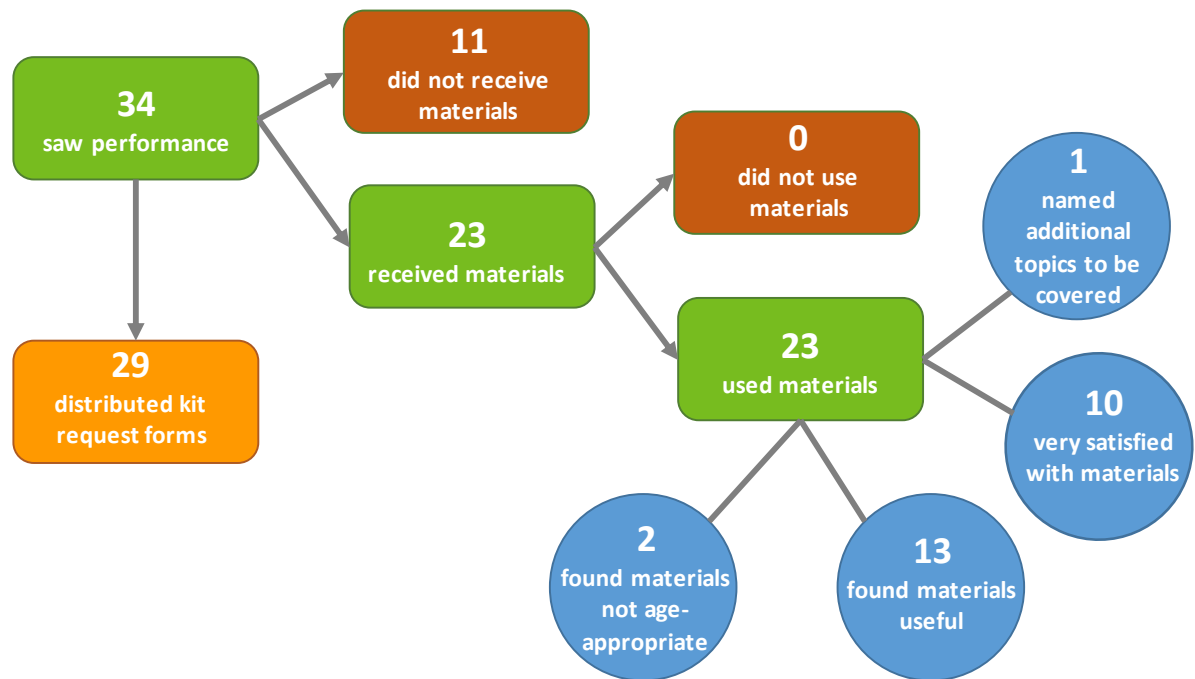 34
saw performance
11
did not receive
materials
23
received materials
0
did not use
materials
29
distributed kit
request forms
23
used materials
1
named
additional
topics to be
covered
10
very satisfied
with materials
2
found materials
not age-
appropriate
13
found materials
useful